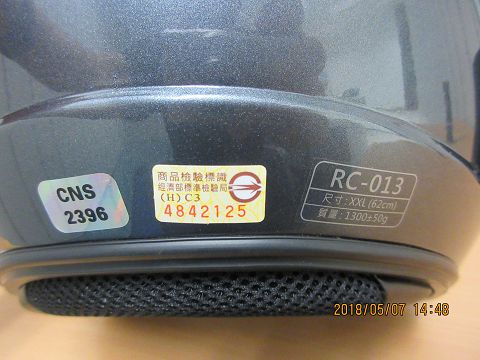 CNS
2396
商品檢驗標識
經濟部標準檢驗局
(H) C3
4842125
RC-013
尺寸:XXL(62cm)
質量:1300±50g
2018/05/07 14:48